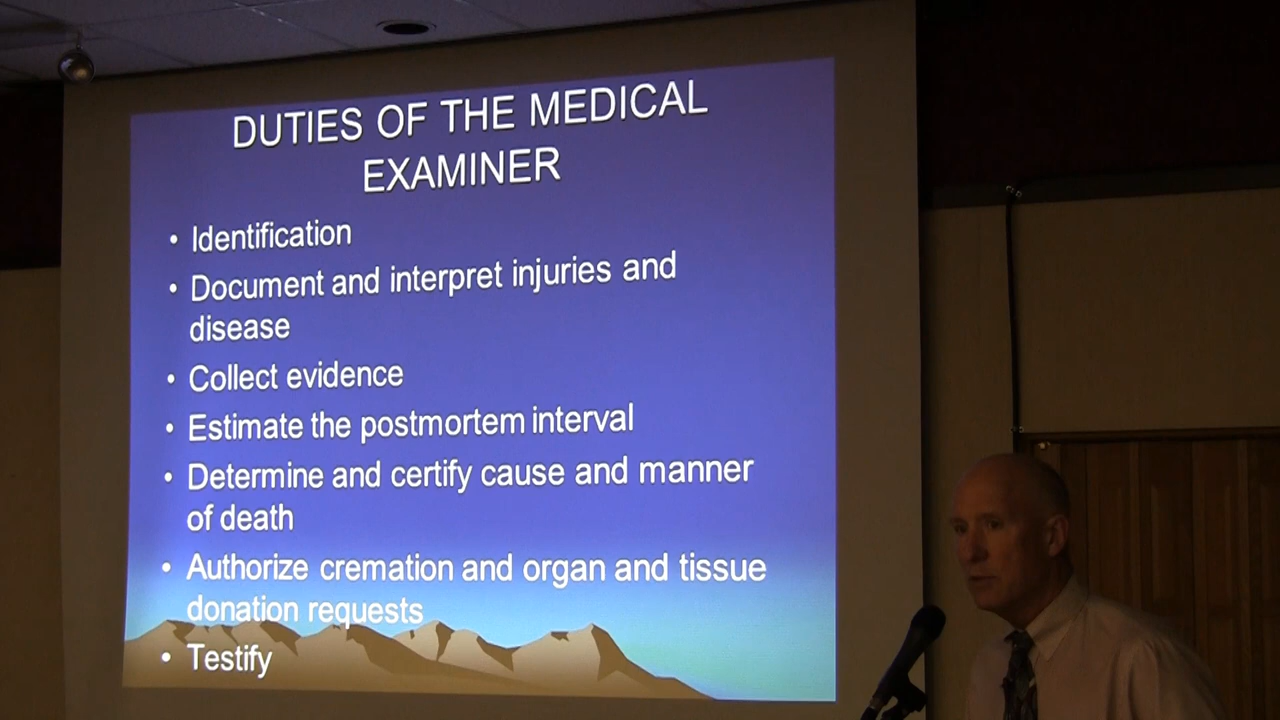 DUTIES OF THE MEDICAL
EXAMINER
• Identification
• Document and interpret injuries and
disease
• Collect evidence
• Estimate the postmortem interval
• Determine and certify cause and manner
of death
• Authorize cremation and organ and tissue
donation requests
• Testify